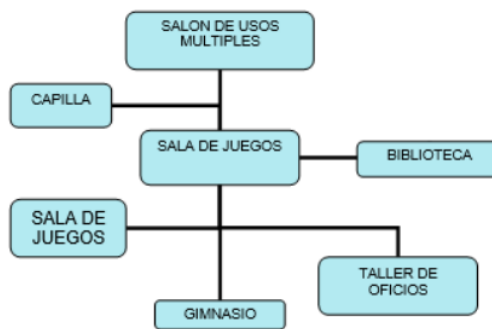 SALON DE USOS
MULTIPLES
CAPILLA
SALA DE JUEGOS
BIBLIOTECA
SALA DE
JUEGOS
TALLER DE
OFICIOS
GIMNASIO